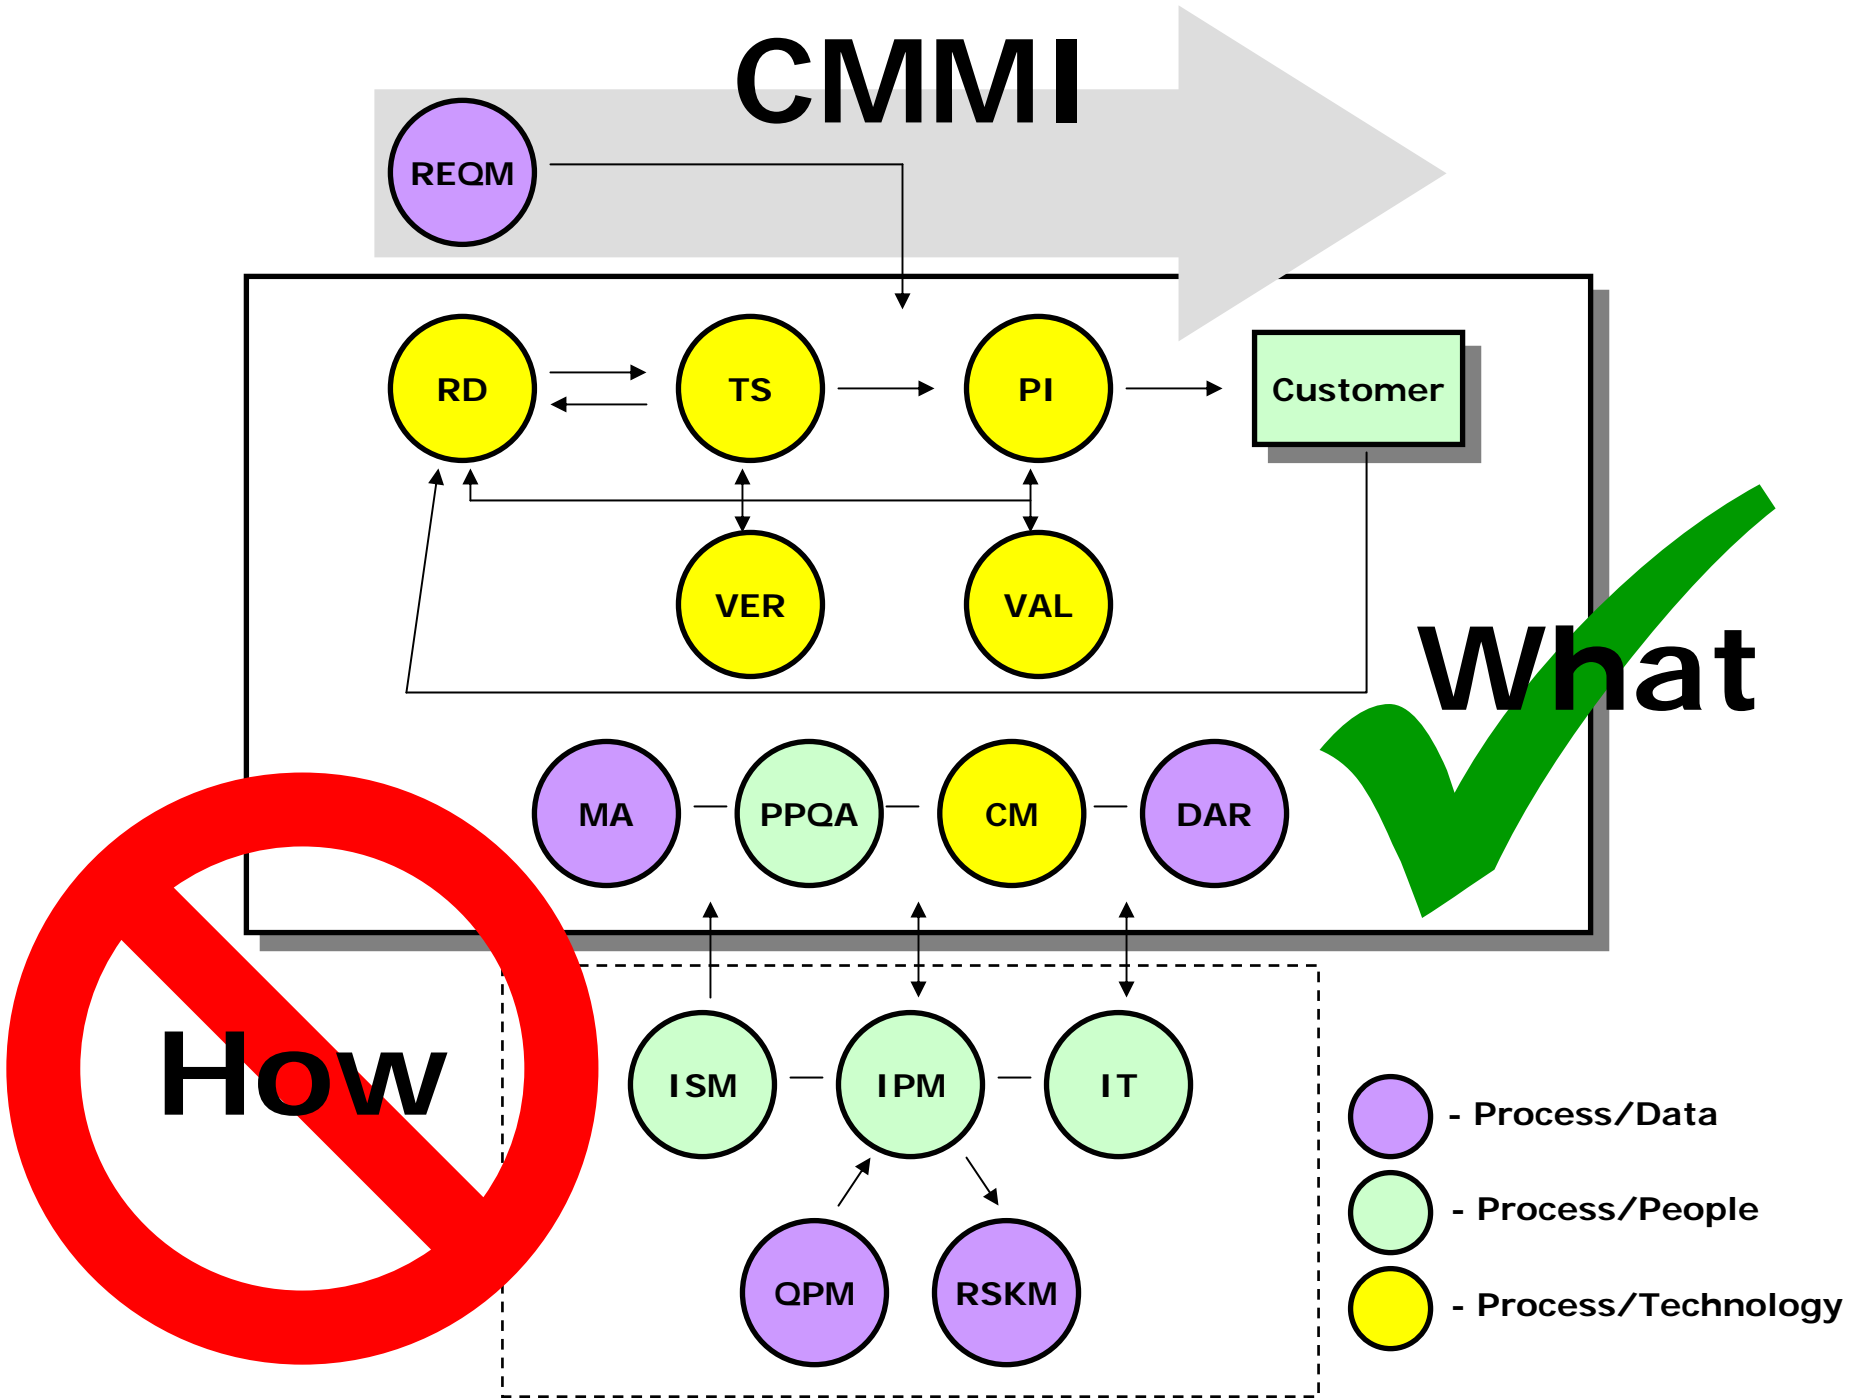 CMMI
REQM
RD
TS
PI
Customer
VER
VAL
What
MA
PPQA
CM
DAR
How
ISM
IPM
IT
QPM
RSKM
- Process/Data
- Process/People
- Process/Technology